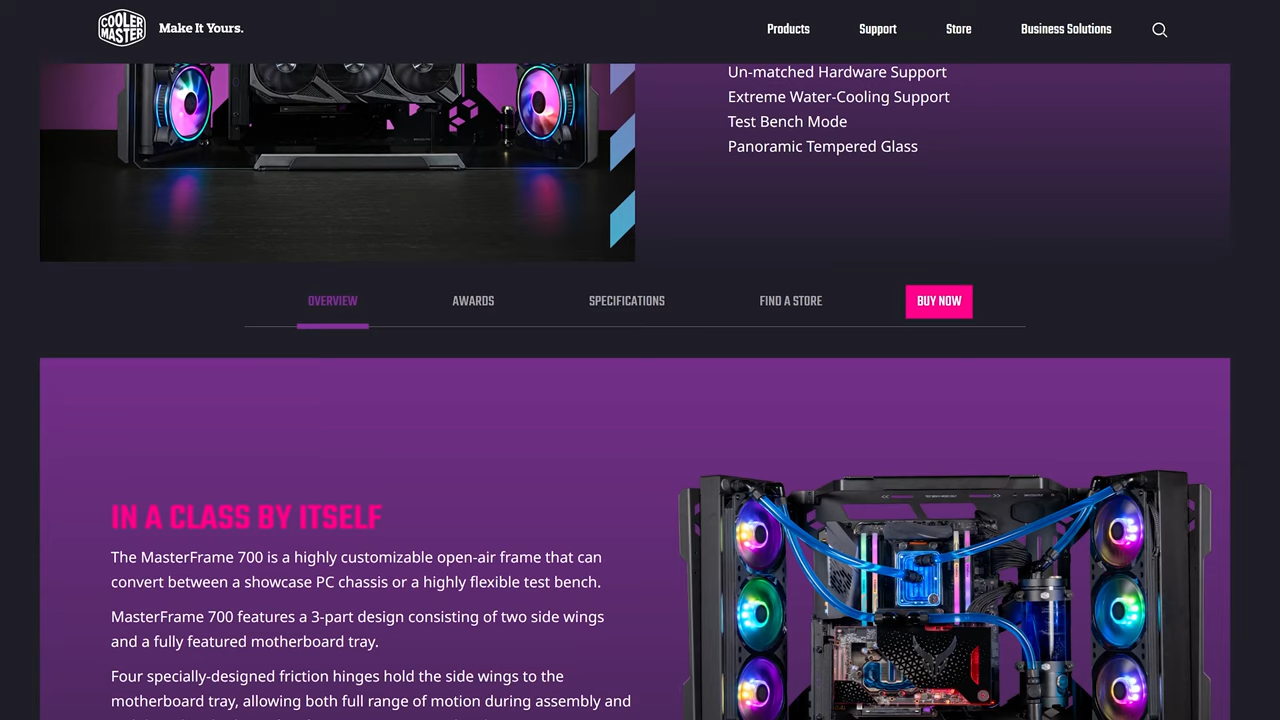 COOLER
MASTER
Make It Yours.
Products
Support
Store
Business Solutions
Un-matched Hardware Support
Extreme Water-Cooling Support
Test Bench Mode
Panoramic Tempered Glass
OVERVIEW
AWARDS
SPECIFICATIONS
FIND A STORE
BUY NOW
IN A CLASS BY ITSELF
The MasterFrame 700 is a highly customizable open-air frame that can
convert between a showcase PC chassis or a highly flexible test bench.
MasterFrame 700 features a 3-part design consisting of two side wings
and a fully featured motherboard tray.
Four specially-designed friction hinges hold the side wings to the
motherboard tray, allowing both full range of motion during assembly and